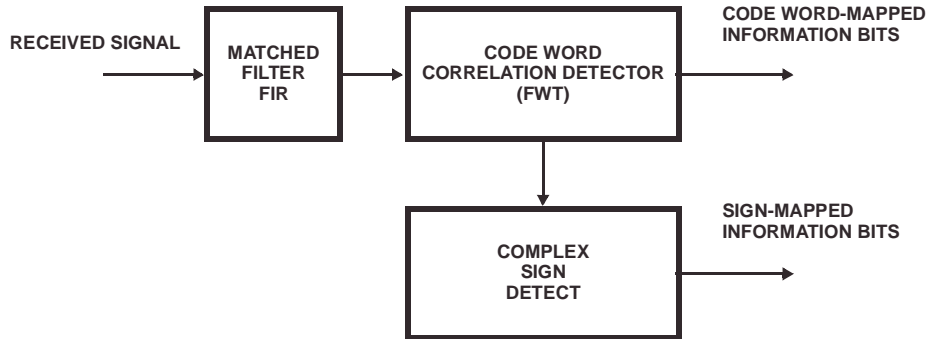 RECEIVED SIGNAL
MATCHED
FILTER
FIR
CODE WORD
CORRELATION DETECTOR
(FWT)
CODE WORD-MAPPED
INFORMATION BITS
COMPLEX
SIGN
DETECT
SIGN-MAPPED
INFORMATION BITS